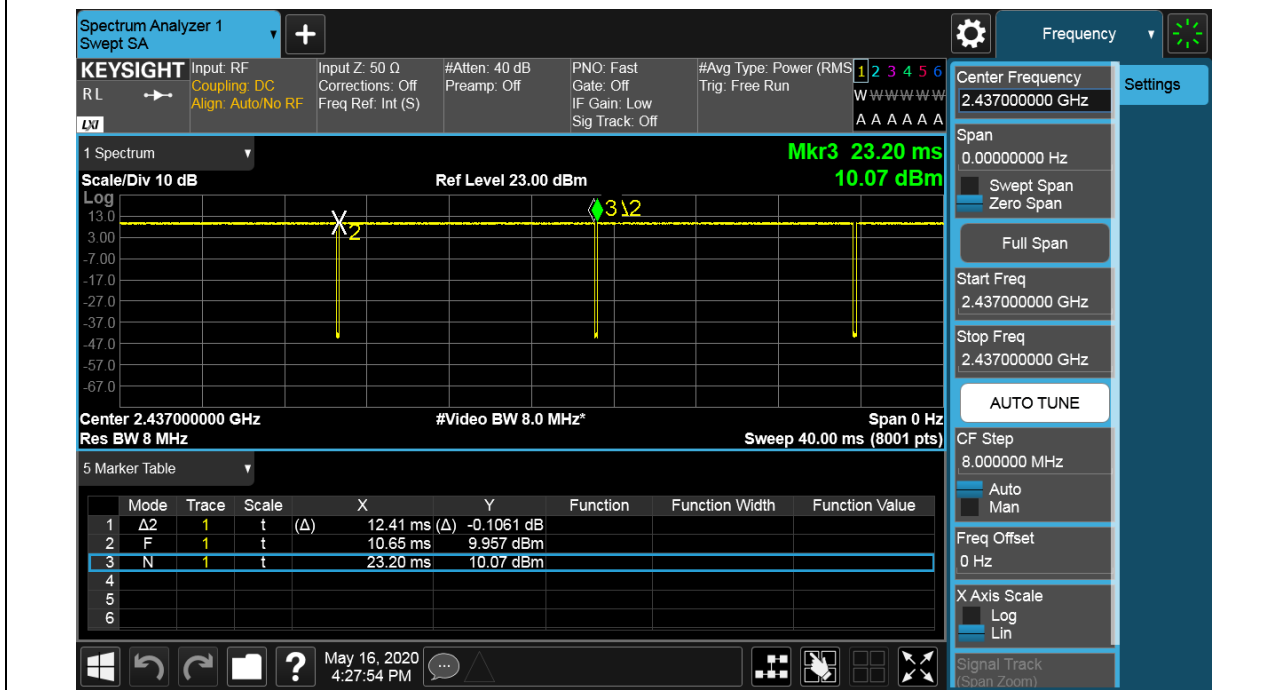 Spectrum Analyzer 1
Swept SA
Frequency
KEYSIGHT
RL
LXI
Input: RF
Coupling: DC
Align: Auto/No RF
Input Z: 50 Ω
Corrections: Off
Freq Ref: Int (S)
#Atten: 40 dB
Preamp: Off
PNO: Fast
Gate: Off
IF Gain: Low
Sig Track: Off
#Avg Type: Power (RMS
Trig: Free Run
1 2 3 4 5 6
W W W W W W
A A A A A A
1 Spectrum
Mkr3 23.20 ms
Scale/Div 10 dB
Ref Level 23.00 dBm
10.07 dBm
Log
13.0
3.00
-7.00
-17.0
-27.0
-37.0
-47.0
-57.0
-67.0
X2
3 1Δ2
Center 2.437000000 GHz
#Video BW 8.0 MHz*
Span 0 Hz
Res BW 8 MHz
Sweep 40.00 ms (8001 pts)
5 Marker Table
Mode Trace Scale X Y Function Function Width Function Value
1 Δ2 1 t (Δ) 12.41 ms (Δ) -0.1061 dB
2 F 1 t 10.65 ms 9.957 dBm
3 N 1 t 23.20 ms 10.07 dBm
4
5
6
?
May 16, 2020
4:27:54 PM
Center Frequency
2.437000000 GHz
Span
0.00000000 Hz
Swept Span
Zero Span
Full Span
Start Freq
2.437000000 GHz
Stop Freq
2.437000000 GHz
AUTO TUNE
CF Step
8.000000 MHz
Auto
Man
Freq Offset
0 Hz
X Axis Scale
Log
Lin
Signal Track
(Span Zoom)
Settings